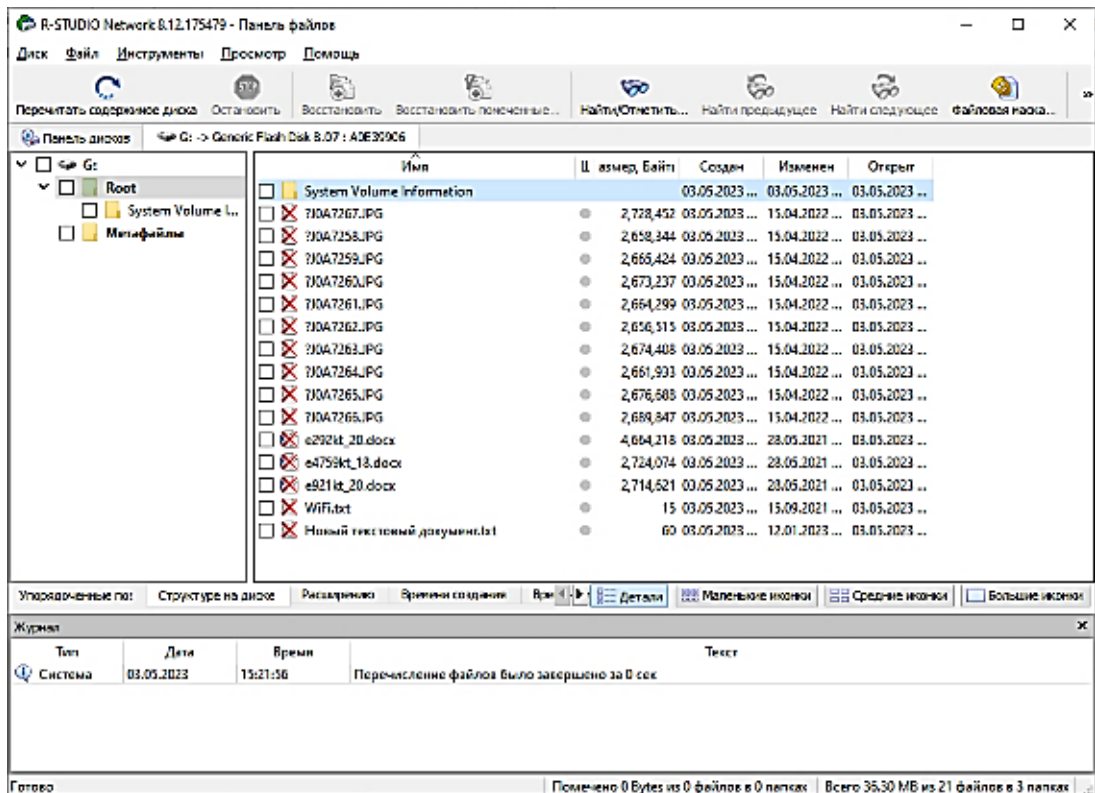 R-STUDIO Network 8.12.175479 - Панель файлов
Диск Файл Инструменты Просмотр Помощь
Перечитать содержимое диска Остановить Восстановить Восстановить помеченные... Найти/Отметить... Найти предыдущее Найти следующее Файловая маска... »
Панель дисков G: -> Generic Flash Disk 8.07 : A0E39906
G:
Root
System Volume I...
Метафайлы
Имя Ц азмер, Байты Создан Изменен Открыт
System Volume Information 03.05.2023 ... 03.05.2023 ... 03.05.2023 ...
?J0A7267.JPG 2,728,452 03.05.2023 ... 15.04.2022 ... 03.05.2023 ...
?J0A7258.JPG 2,658,344 03.05.2023 ... 15.04.2022 ... 03.05.2023 ...
?J0A7259.JPG 2,665,424 03.05.2023 ... 15.04.2022 ... 03.05.2023 ...
?J0A7260.JPG 2,673,237 03.05.2023 ... 15.04.2022 ... 03.05.2023 ...
?J0A7261.JPG 2,664,299 03.05.2023 ... 15.04.2022 ... 03.05.2023 ...
?J0A7262.JPG 2,656,515 03.05.2023 ... 15.04.2022 ... 03.05.2023 ...
?J0A7263.JPG 2,674,408 03.05.2023 ... 15.04.2022 ... 03.05.2023 ...
?J0A7264.JPG 2,661,933 03.05.2023 ... 15.04.2022 ... 03.05.2023 ...
?J0A7265.JPG 2,676,688 03.05.2023 ... 15.04.2022 ... 03.05.2023 ...
?J0A7266.JPG 2,689,847 03.05.2023 ... 15.04.2022 ... 03.05.2023 ...
e292kt_20.docx 4,664,218 03.05.2023 ... 28.05.2021 ... 03.05.2023 ...
e4759kt_18.docx 2,724,074 03.05.2023 ... 28.05.2021 ... 03.05.2023 ...
e921kt_20.docx 2,714,621 03.05.2023 ... 28.05.2021 ... 03.05.2023 ...
WiFi.txt 15 03.05.2023 ... 15.09.2021 ... 03.05.2023 ...
Новый текстовый документ.txt 60 03.05.2023 ... 12.01.2023 ... 03.05.2023 ...
Упорядоченные по: Структуре на диске Расширению Времени создания Вре Детали Маленькие иконки Средние иконки Большие иконки
Журнал
Тип Дата Время Текст
Система 03.05.2023 15:21:56 Перечисление файлов было завершено за 0 сек
Готово Помечено 0 Bytes из 0 файлов в 0 папках Всего 36.30 MB из 21 файлов в 3 папках